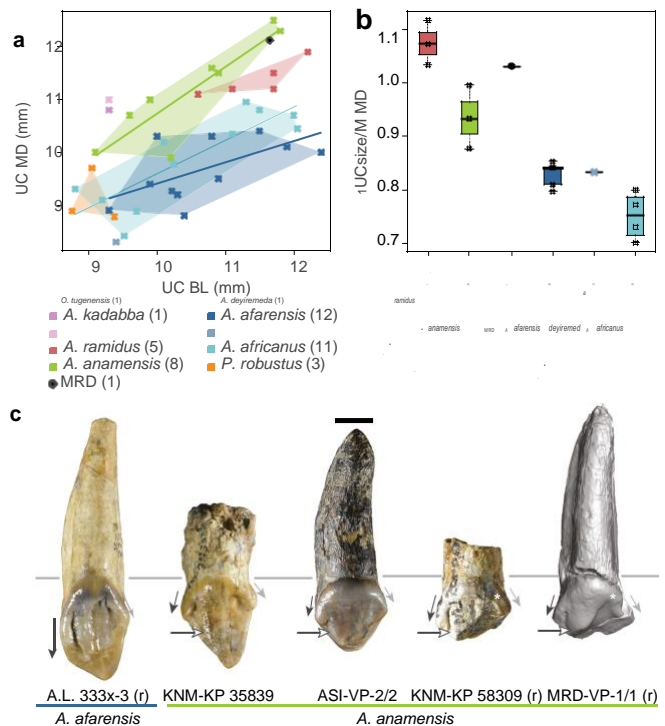 a
UC MD (mm)
12
11
10
9
9 10 11 12
UC BL (mm)
O. tugenensis (1)
A. kadabba (1)
A. ramidus (5)
A. anamensis (8)
MRD (1)
A. deyiremeda (1)
A. afarensis (12)
A. africanus (11)
P. robustus (3)
b
1UCsize/M MD
1.1
1.0
0.9
0.8
0.7
ramidus
anamensis MRD A afarensis deyiremed A africanus
c
A.L. 333x-3 (r) KNM-KP 35839 ASI-VP-2/2 KNM-KP 58309 (r) MRD-VP-1/1 (r)
A. afarensis A. anamensis